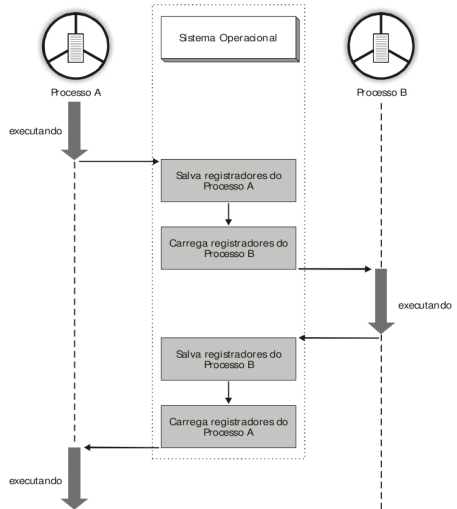 Sistema Operacional
Processo A
Processo B
executando
Salva registradores do
Processo A
Carrega registradores do
Processo B
executando
Salva registradores do
Processo B
Carrega registradores do
Processo A
executando